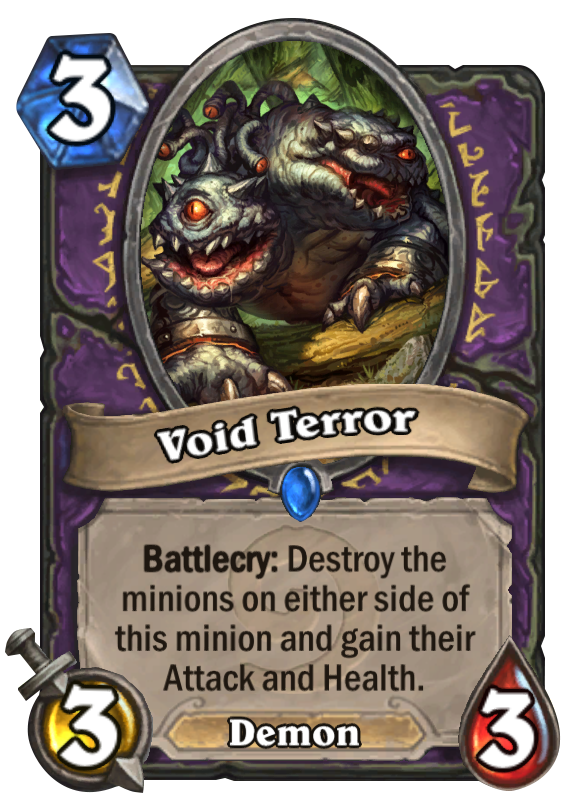 3
Void Terror
Battlecry: Destroy the
minions on either side of
this minion and gain their
Attack and Health.
3
Demon
3